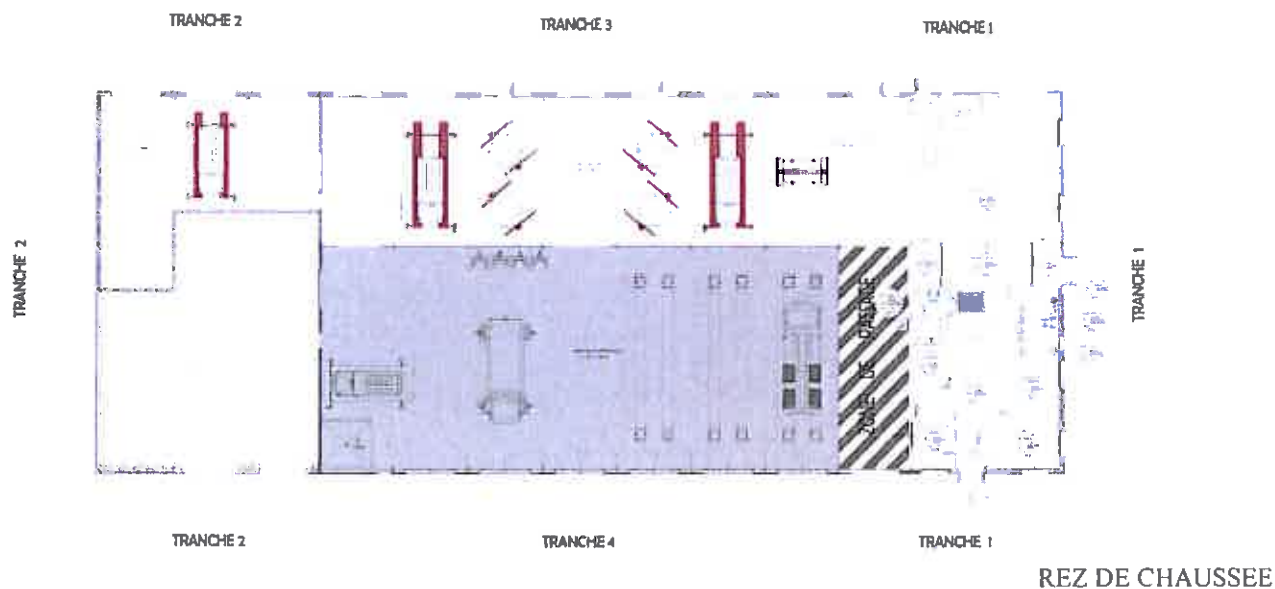 TRANCHE 2
TRANCHE 3
TRANCHE 1
TRANCHE 2
TRANCHE 1
ZONE DE
TRANCHE 2
TRANCHE 4
TRANCHE 1
REZ DE CHAUSSEE